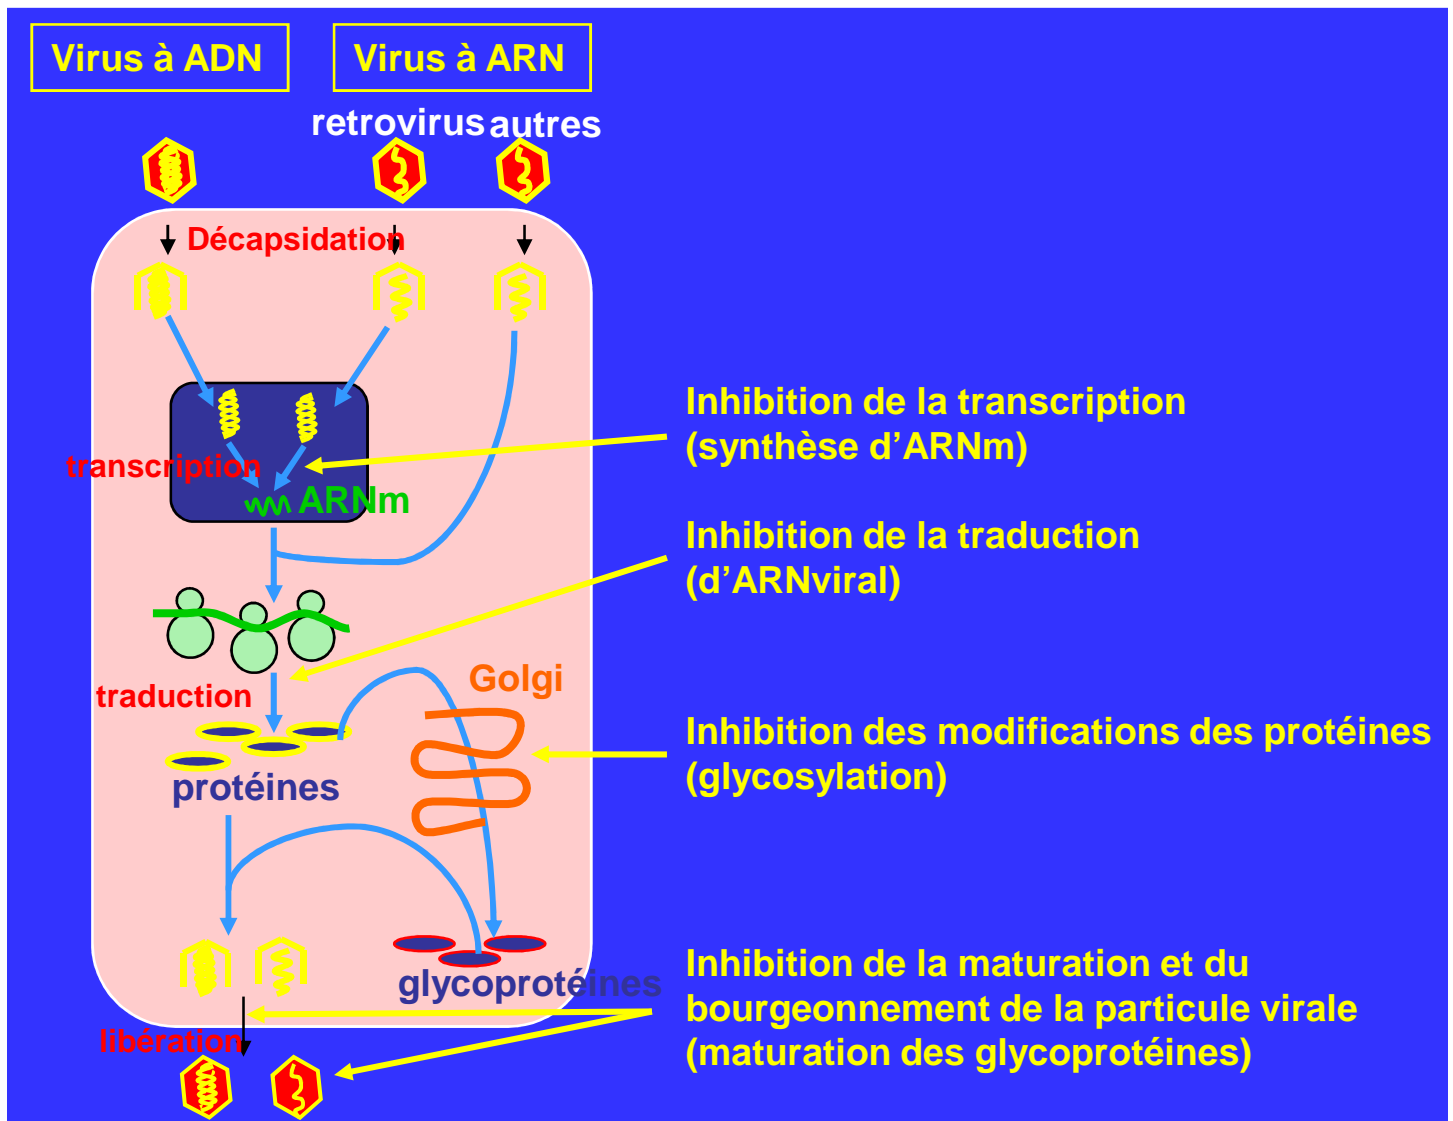 Virus à ADN
Virus à ARN
retrovirus autres
Décapsidation
Inhibition de la transcription
(synthèse d’ARNm)
transcription
ARNm
Inhibition de la traduction
(d’ARNviral)
Golgi
traduction
Inhibition des modifications des protéines
(glycosylation)
protéines
glycoprotéines
Inhibition de la maturation et du
bourgeonnement de la particule virale
(maturation des glycoprotéines)
libération